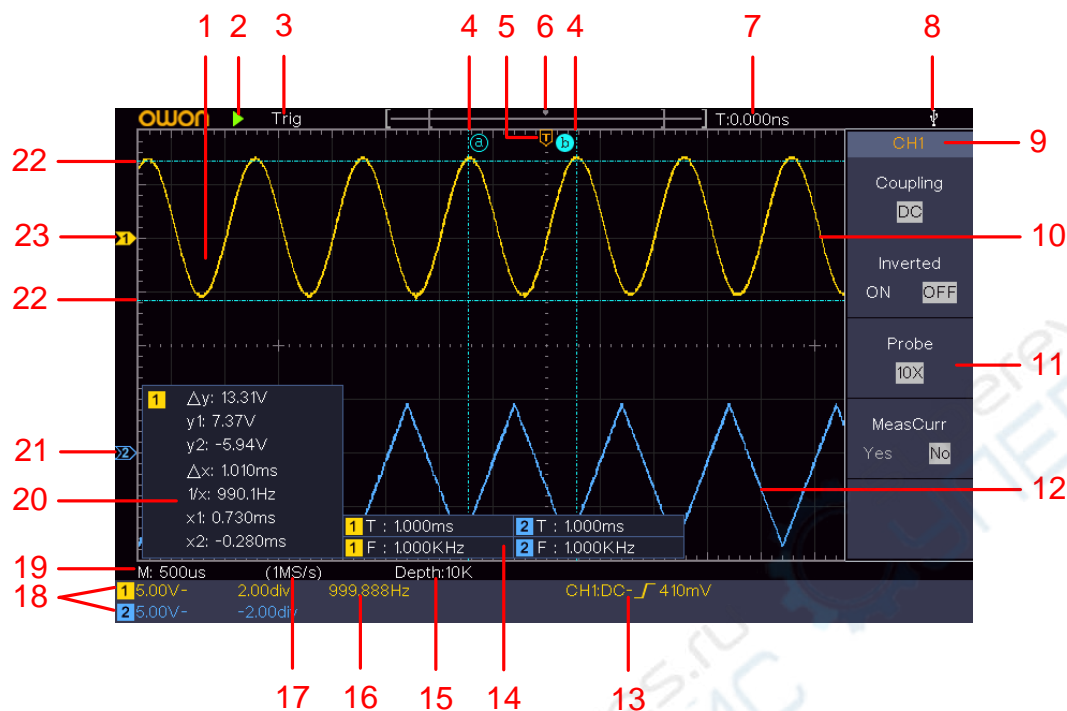 1 2 3 4 5 6 4 7 8
owon Trig T:0.000ns
a T b
CH1
9
22
Coupling
DC
23
1
10
Inverted
ON OFF
22
Probe
10X
11
1 Δy: 13.31V
y1: 7.37V
y2: -5.94V
Δx: 1.010ms
1/x: 990.1Hz
x1: 0.730ms
x2: -0.280ms
MeasCurr
Yes No
21
2
20
12
1 T : 1.000ms 2 T : 1.000ms
1 F : 1.000KHz 2 F : 1.000KHz
19
M: 500us (1MS/s) Depth:10K
18
1 5.00V- 2.00div 999.888Hz CH1:DC- 410mV
2 5.00V- -2.00div
17 16 15 14 13